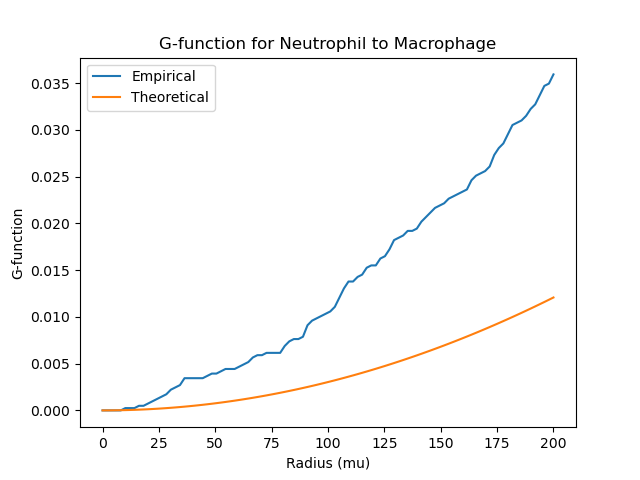 G-function for Neutrophil to Macrophage
Empirical
Theoretical
G-function
0.035
0.030
0.025
0.020
0.015
0.010
0.005
0.000
0 25 50 75 100 125 150 175 200
Radius (mu)